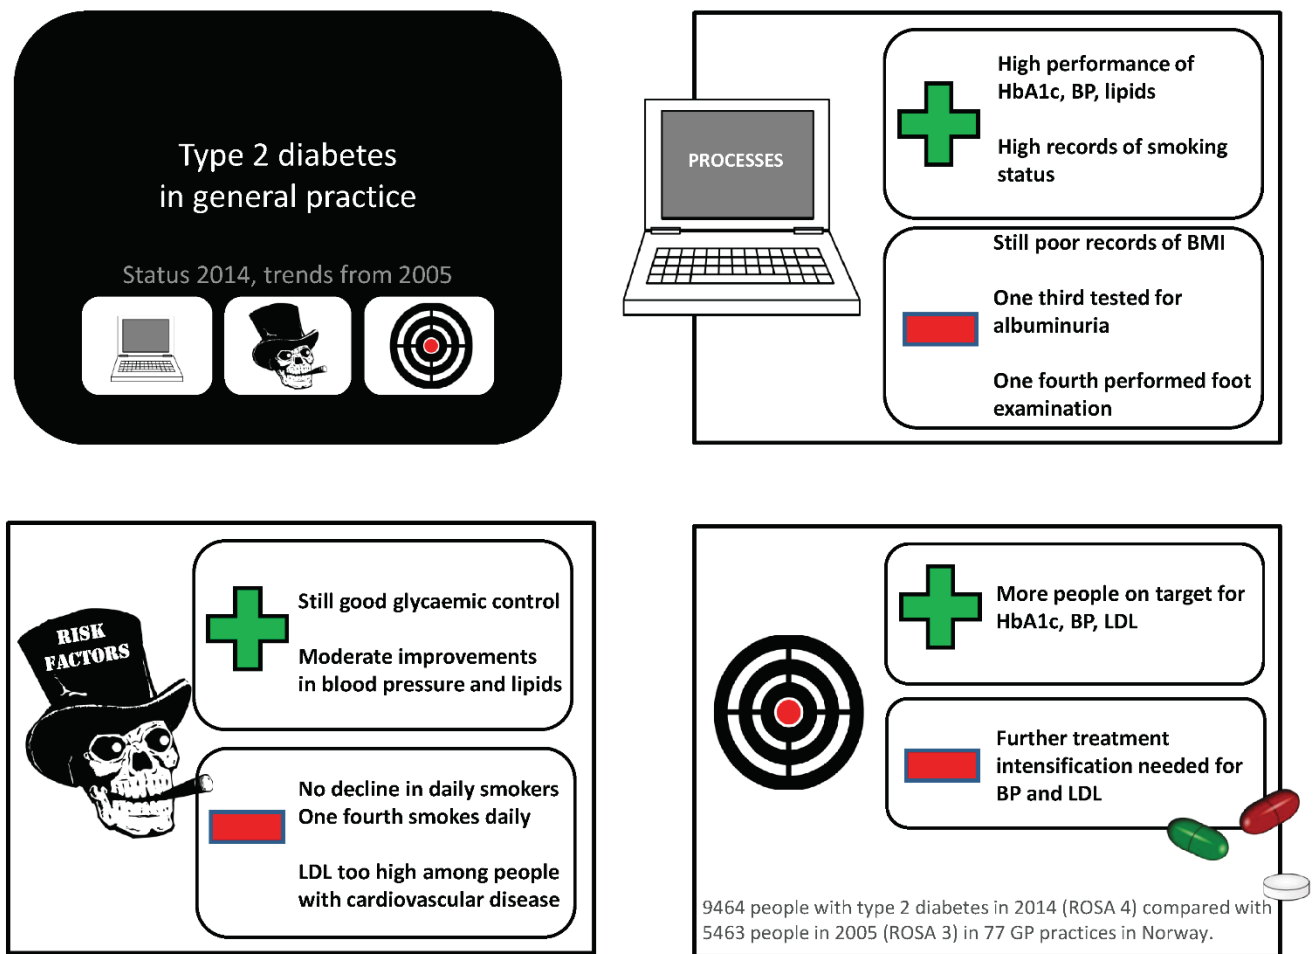 Type 2 diabetes
in general practice
Status 2014, trends from 2005
PROCESSES
High performance of
HbA1c, BP, lipids
High records of smoking
status
Still poor records of BMI
One third tested for
albuminuria
One fourth performed foot
examination
RISK
FACTORS
Still good glycaemic control
Moderate improvements
in blood pressure and lipids
No decline in daily smokers
One fourth smokes daily
LDL too high among people
with cardiovascular disease
More people on target for
HbA1c, BP, LDL
Further treatment
intensification needed for
BP and LDL
9464 people with type 2 diabetes in 2014 (ROSA 4) compared with
5463 people in 2005 (ROSA 3) in 77 GP practices in Norway.